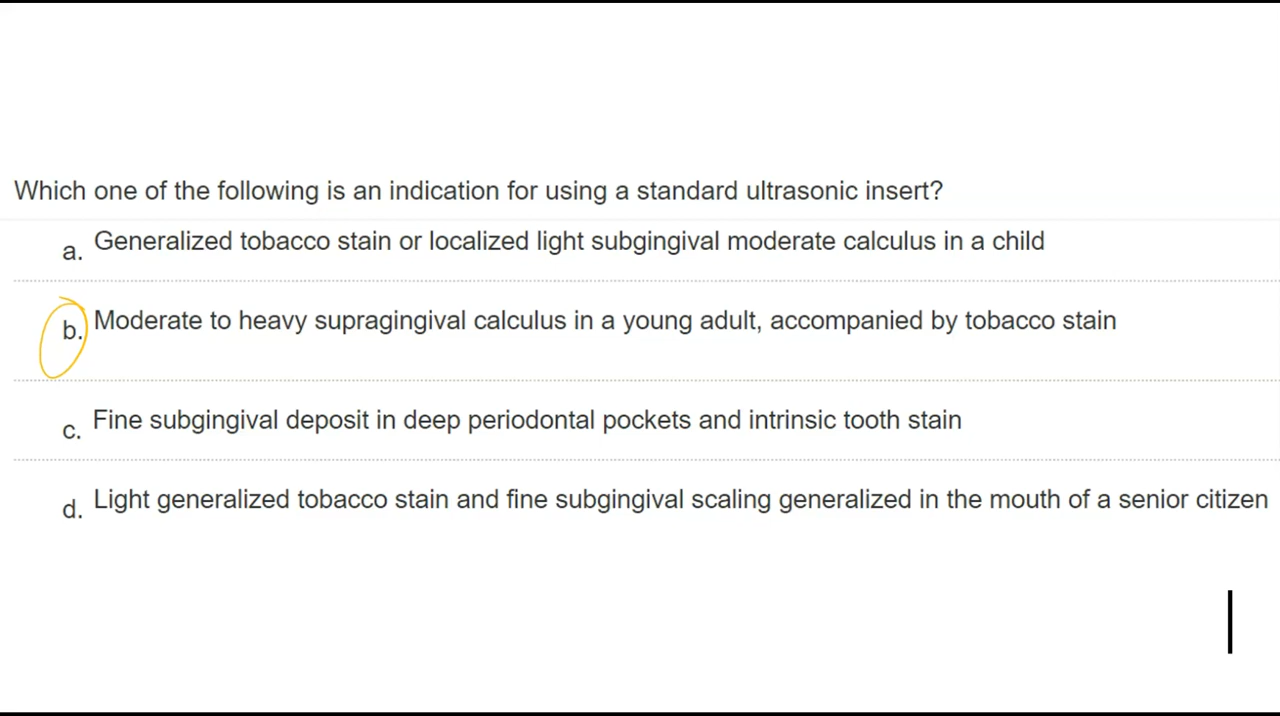 Which one of the following is an indication for using a standard ultrasonic insert?
a. Generalized tobacco stain or localized light subgingival moderate calculus in a child
b. Moderate to heavy supragingival calculus in a young adult, accompanied by tobacco stain
c. Fine subgingival deposit in deep periodontal pockets and intrinsic tooth stain
d. Light generalized tobacco stain and fine subgingival scaling generalized in the mouth of a senior citizen